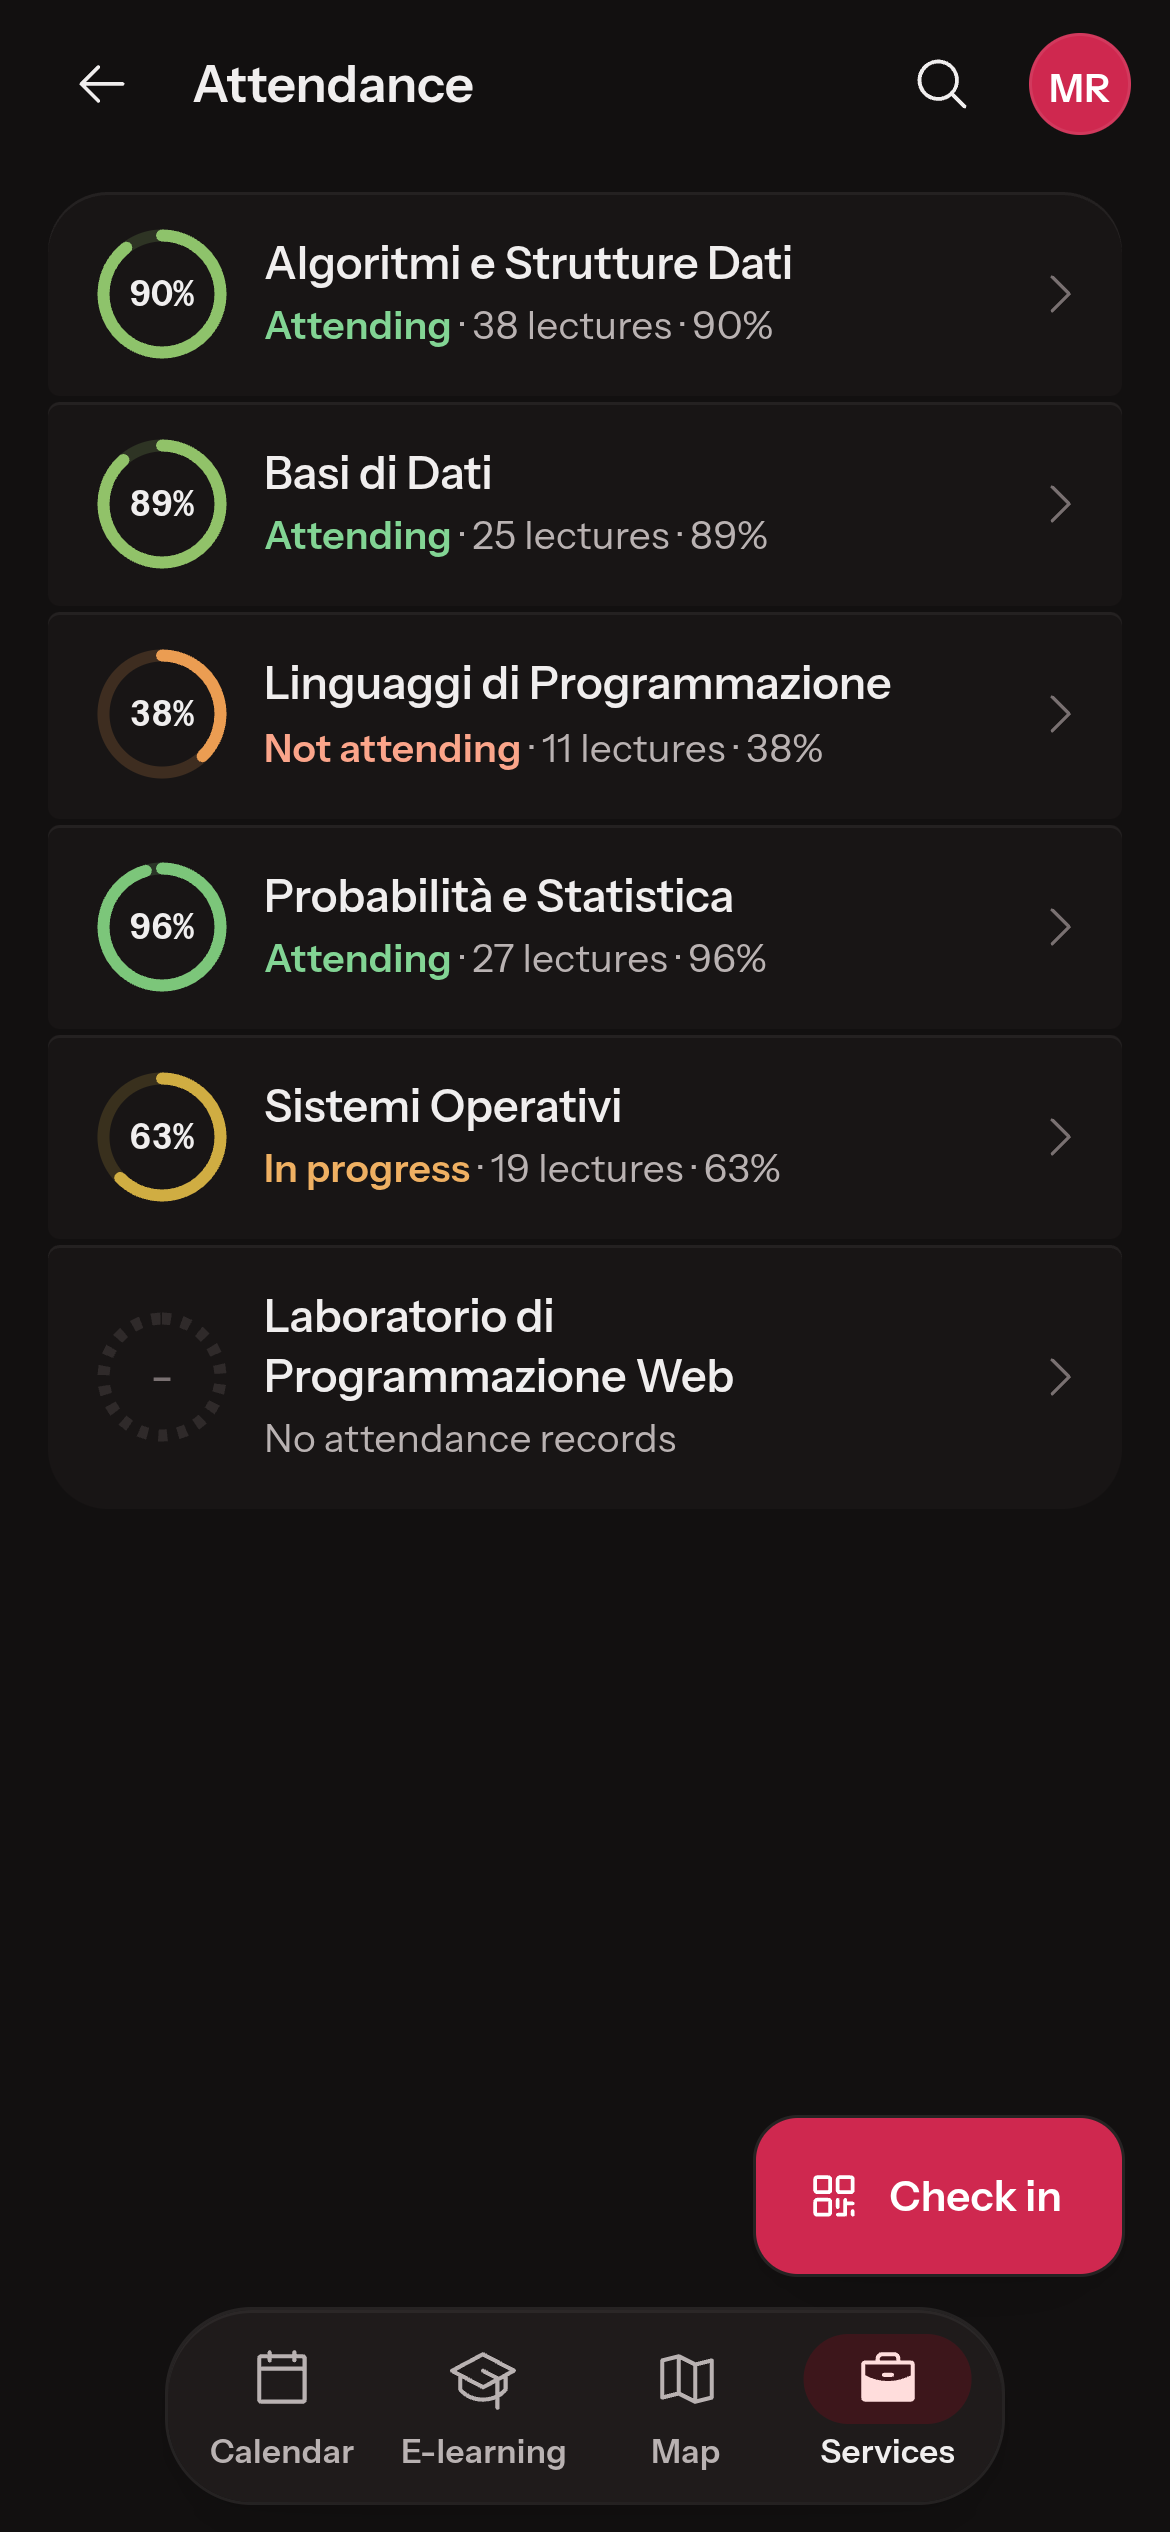 Attendance
MR
90%
Algoritmi e Strutture Dati
Attending · 38 lectures · 90%
89%
Basi di Dati
Attending · 25 lectures · 89%
38%
Linguaggi di Programmazione
Not attending · 11 lectures · 38%
96%
Probabilità e Statistica
Attending · 27 lectures · 96%
63%
Sistemi Operativi
In progress · 19 lectures · 63%
–
Laboratorio di
Programmazione Web
No attendance records
Check in
Calendar
E-learning
Map
Services